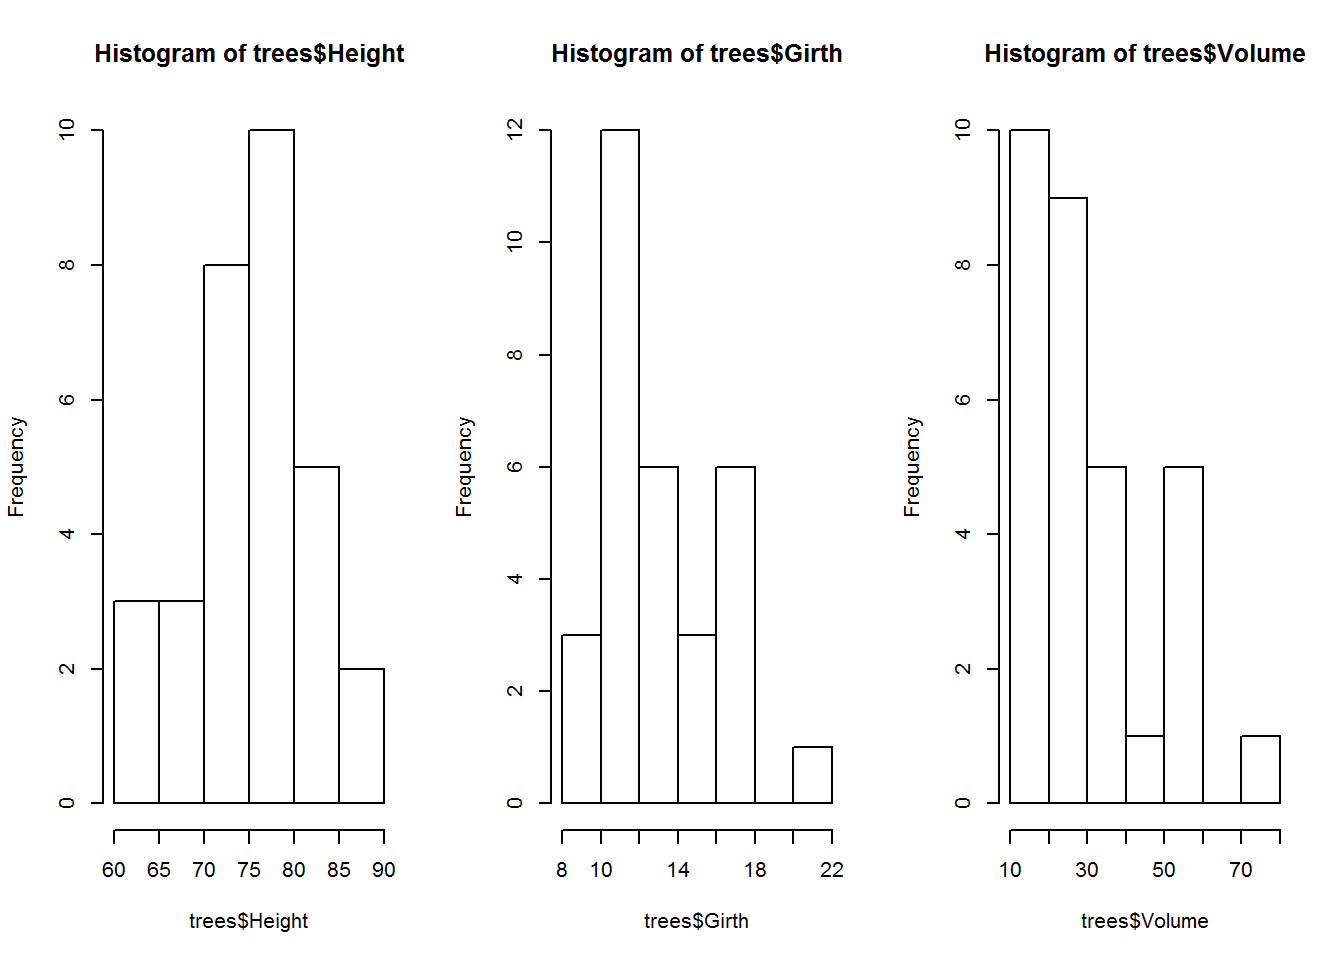 Histogram of trees$Height
Frequency
10
8
6
4
2
0
60 65 70 75 80 85 90
trees$Height
Histogram of trees$Girth
Frequency
12
10
8
6
4
2
0
8 10 14 18 22
trees$Girth
Histogram of trees$Volume
Frequency
10
8
6
4
2
0
10 30 50 70
trees$Volume